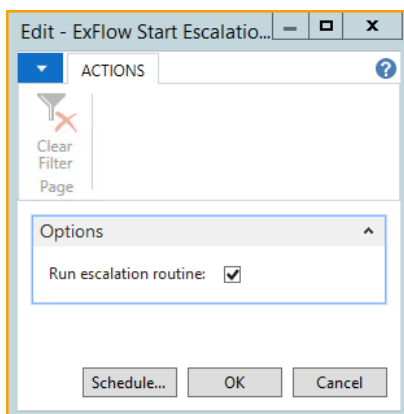 Edit - ExFlow Start Escalatio...
ACTIONS
Clear
Filter
Page
Options
Run escalation routine:
Schedule...
OK
Cancel